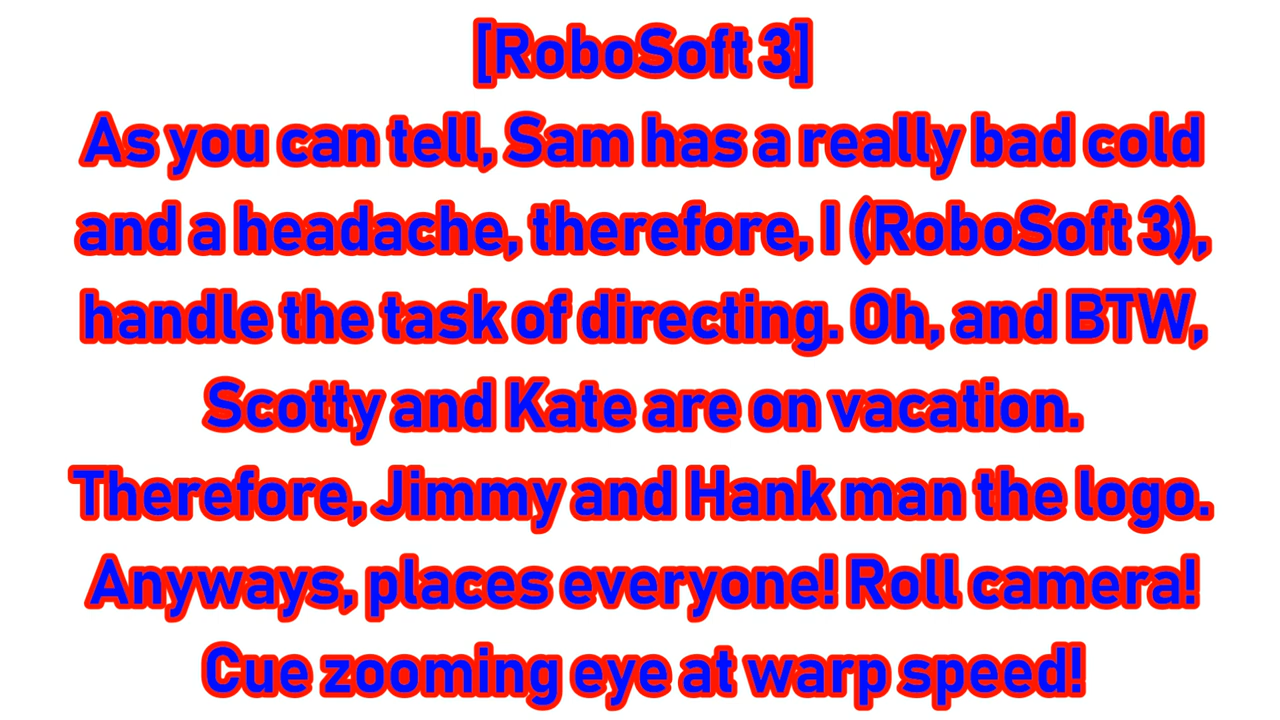 [RoboSoft 3]
As you can tell, Sam has a really bad cold
and a headache, therefore, I (RoboSoft 3),
handle the task of directing. Oh, and BTW,
Scotty and Kate are on vacation.
Therefore, Jimmy and Hank man the logo.
Anyways, places everyone! Roll camera!
Cue zooming eye at warp speed!